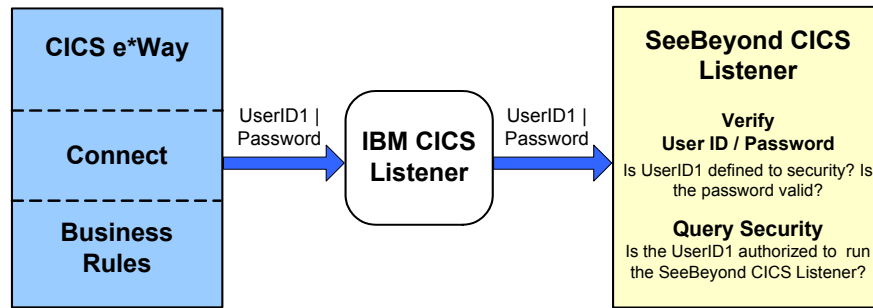 CICS e*Way
Connect
Business
Rules
UserID1 |
Password
IBM CICS
Listener
UserID1 |
Password
SeeBeyond CICS
Listener
Verify
User ID / Password
Is UserID1 defined to security? Is
the password valid?
Query Security
Is the UserID1 authorized to run
the SeeBeyond CICS Listener?